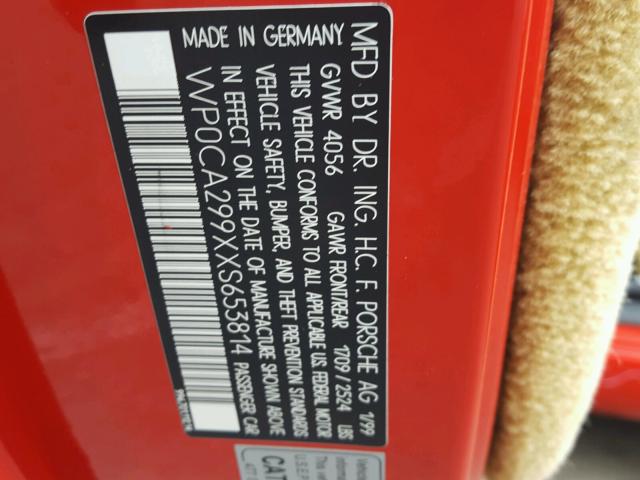 MFD BY DR. ING. H.C. F. PORSCHE AG 1/99
GVWR 4056 GAWR FRONT/REAR 1709/2524 LBS
THIS VEHICLE CONFORMS TO ALL APPLICABLE U.S. FEDERAL MOTOR
VEHICLE SAFETY, BUMPER, AND THEFT PREVENTION STANDARDS
IN EFFECT ON THE DATE OF MANUFACTURE SHOWN ABOVE
WP0CA299XXS653814 PASSENGER CAR
MADE IN GERMANY
CAT